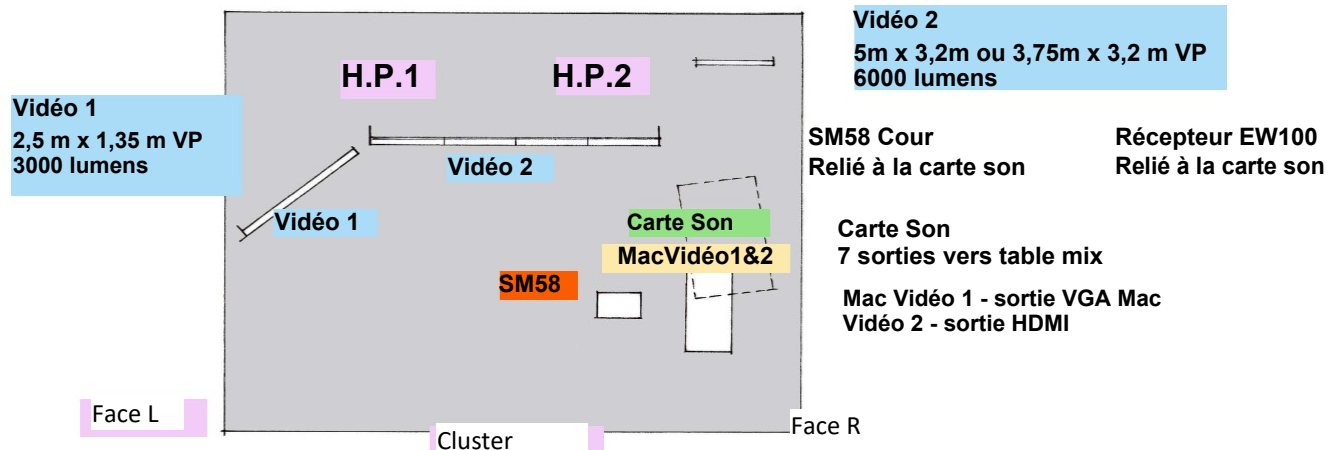 Vidéo 2
5m x 3,2m ou 3,75m x 3,2 m VP
6000 lumens
H.P.1
H.P.2
Vidéo 1
2,5 m x 1,35 m VP
3000 lumens
SM58 Cour
Relié à la carte son
Récepteur EW100
Relié à la carte son
Vidéo 2
Vidéo 1
Carte Son
MacVidéo1&2
SM58
Carte Son
7 sorties vers table mix
Mac Vidéo 1 - sortie VGA Mac
Vidéo 2 - sortie HDMI
Face L
Cluster
Face R